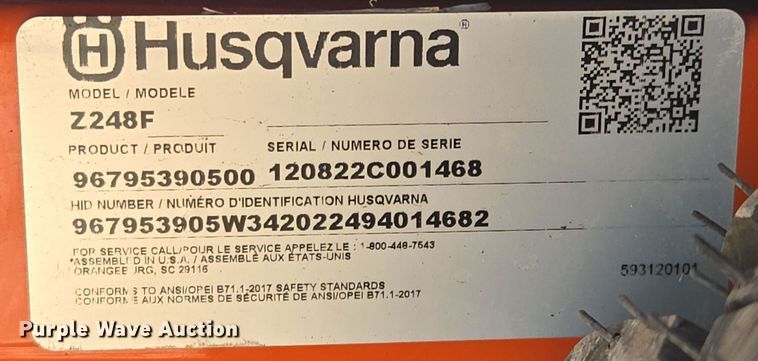 H Husqvarna®
MODEL / MODELE
Z248F
PRODUCT / PRODUIT SERIAL / NUMERO DE SERIE
96795390500 120822C001468
HID NUMBER / NUMÉRO D'IDENTIFICATION HUSQVARNA
967953905W342022494014682
FOR SERVICE CALL/POUR LE SERVICE APPELEZ LE : 1-800-448-7543
*ASSEMBLED IN U.S.A. / ASSEMBLÉ AUX ÉTATS-UNIS
ORANGEBURG, SC 29116
593120101
CONFORMS TO ANSI/OPEI B71.1-2017 SAFETY STANDARDS
CONFORME AUX NORMES DE SÉCURITÉ DE ANSI/OPEI B71.1-2017
Purple Wave Auction